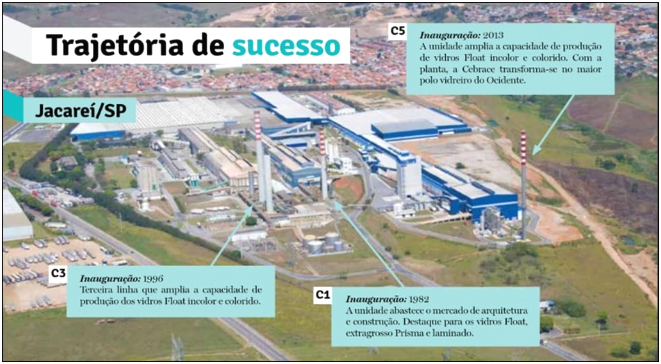 Trajetória de sucesso
Jacareí/SP
C5
Inauguração: 2013
A unidade amplia a capacidade de produção
de vidros Float incolor e colorido. Com a
planta, a Cebrace transforma-se no maior
polo vidreiro do Ocidente.
C3
Inauguração: 1996
Terceira linha que amplia a capacidade de
produção dos vidros Float incolor e colorido.
C1
Inauguração: 1982
A unidade abastece o mercado de arquitetura
e construção. Destaque para os vidros Float,
extragrosso Prisma e laminado.